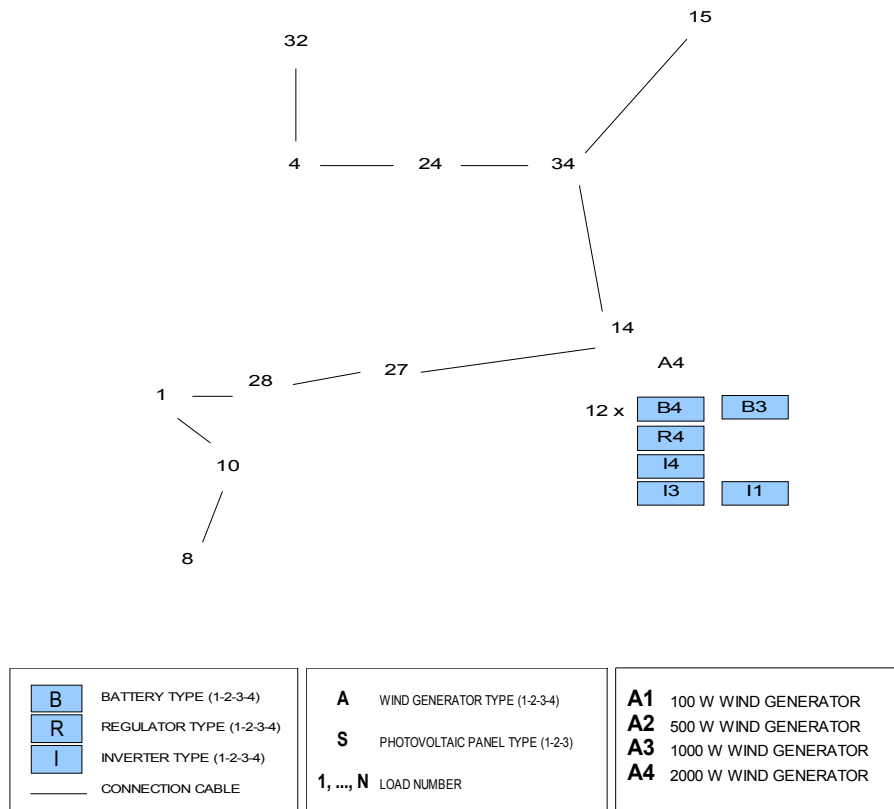 15
32
4 24 34
14
A4
27
28
1
12 x B4 B3
R4
10
I4
I3 I1
8
B BATTERY TYPE (1-2-3-4)
R REGULATOR TYPE (1-2-3-4)
I INVERTER TYPE (1-2-3-4)
CONNECTION CABLE
A WIND GENERATOR TYPE (1-2-3-4)
S PHOTOVOLTAIC PANEL TYPE (1-2-3)
1, ..., N LOAD NUMBER
A1 100 W WIND GENERATOR
A2 500 W WIND GENERATOR
A3 1000 W WIND GENERATOR
A4 2000 W WIND GENERATOR